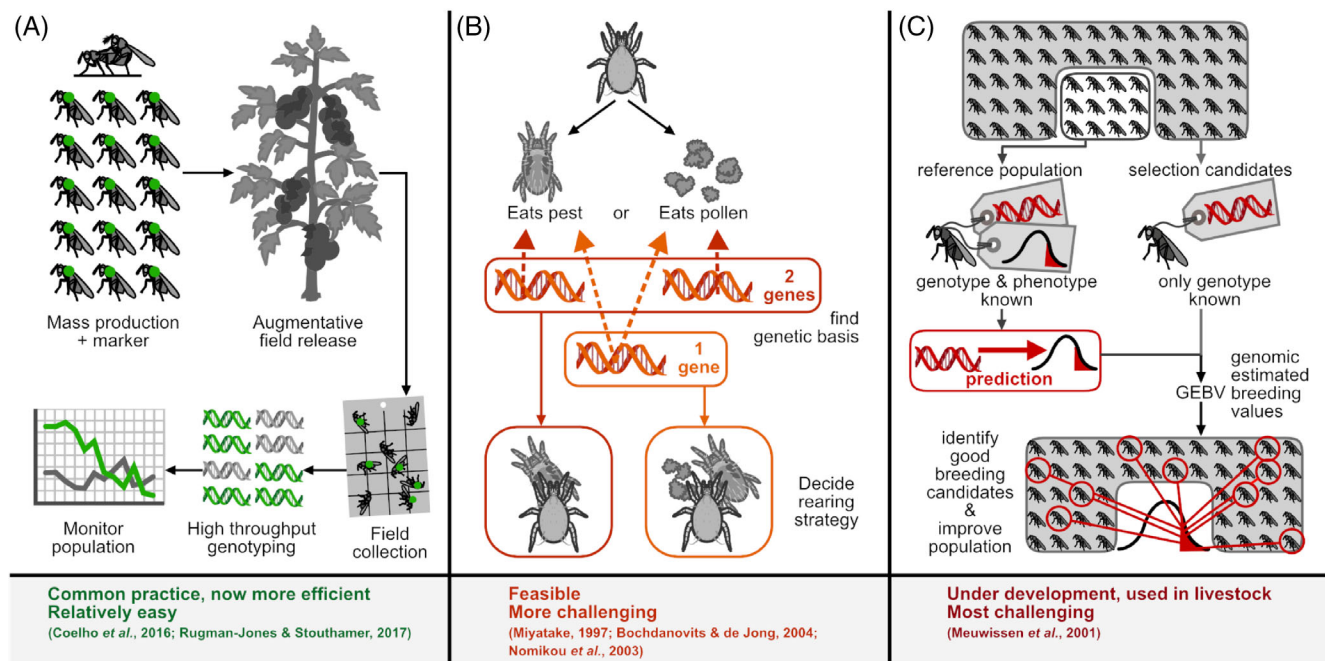 (A)
Mass production
+ marker
Augmentative
field release
Monitor
population
High throughput
genotyping
Field
collection
Common practice, now more efficient
Relatively easy
(Coelho et al., 2016; Rugman-Jones & Stouthamer, 2017)
(B)
Eats pest or Eats pollen
2
genes
find
genetic basis
1
gene
Decide
rearing
strategy
Feasible
More challenging
(Miyatake, 1997; Bochdanovits & de Jong, 2004;
Nomikou et al., 2003)
(C)
reference population
selection candidates
genotype & phenotype
known
only genotype
known
prediction
GEBV
genomic
estimated
breeding
values
identify
good
breeding
candidates
&
improve
population
Under development, used in livestock
Most challenging
(Meuwissen et al., 2001)